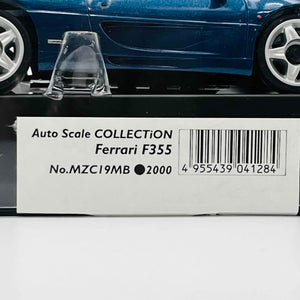 Auto Scale COLLECTiON
Ferrari F355
No.MZC19MB ●2000
4 955439 041284